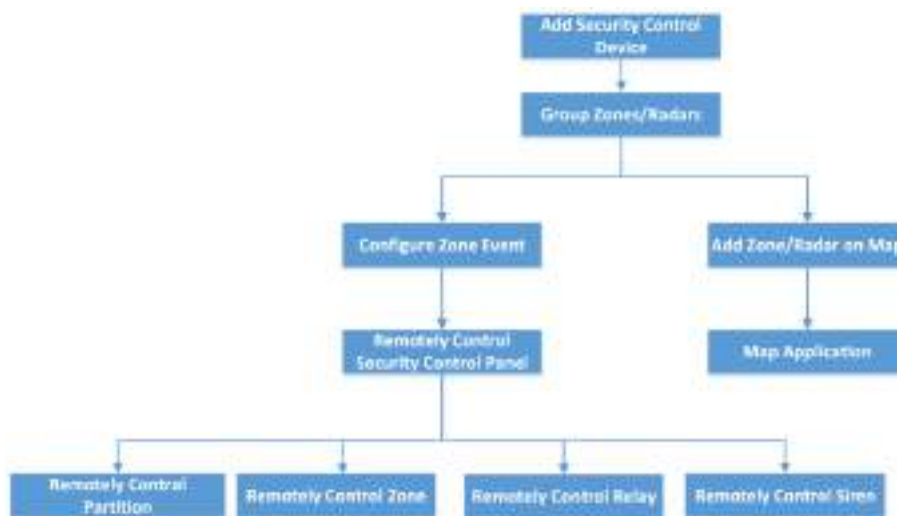 Add Security Control
Device
Group Zones/Radars
Configure Zone Event
Add Zone/Radar on Map
Remotely Control
Security Control Panel
Map Application
Remotely Control
Partition
Remotely Control Zone
Remotely Control Relay
Remotely Control Siren